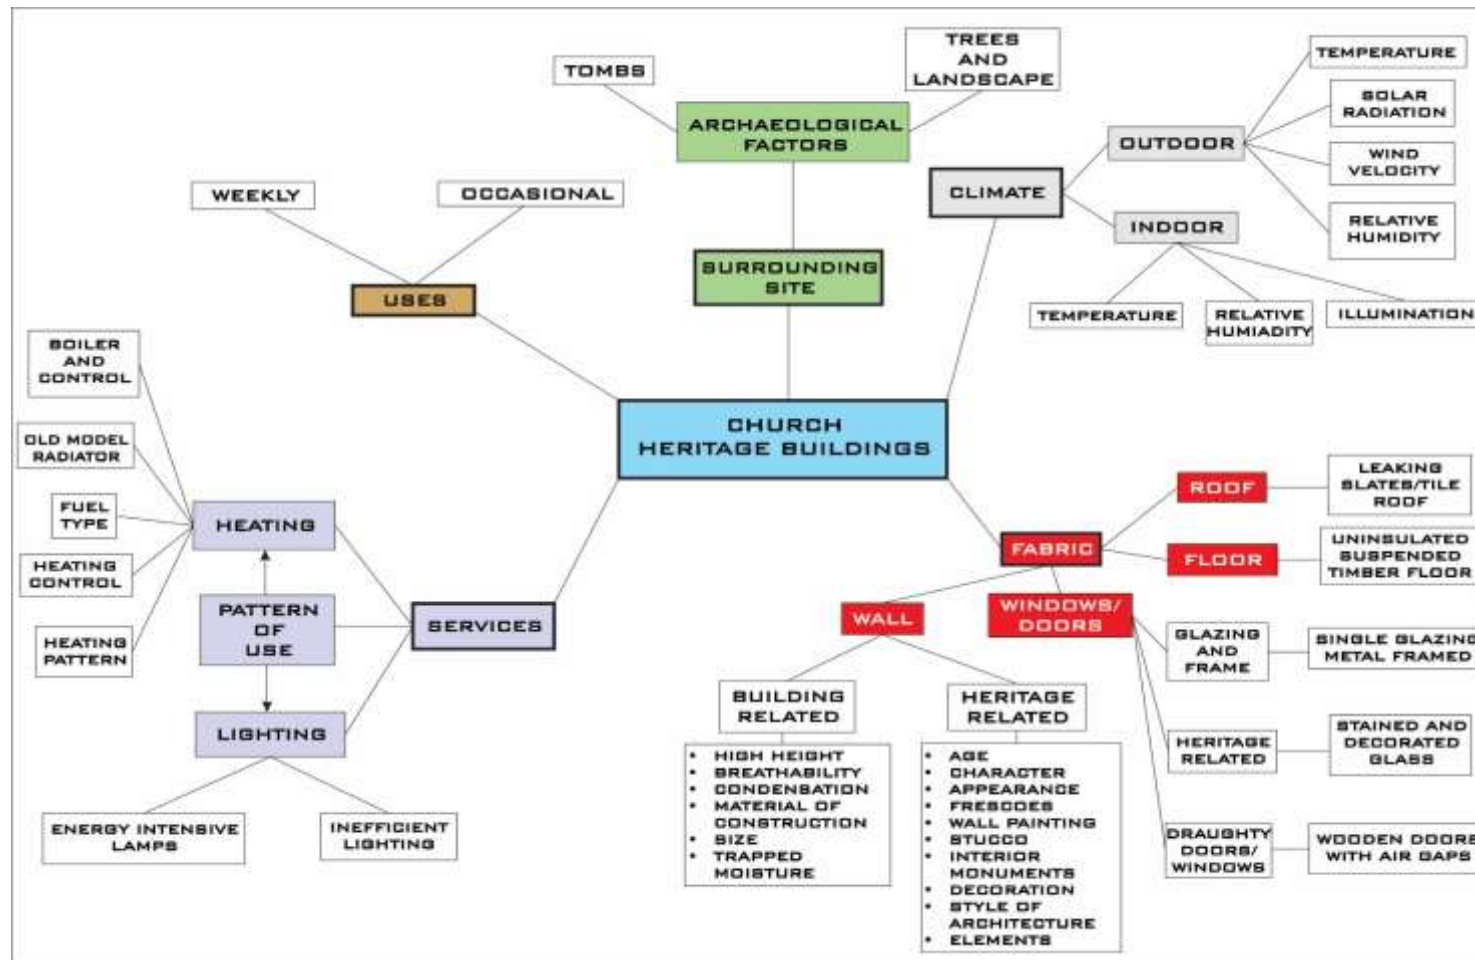 TOMBS
TREES
AND
LANDSCAPE
ARCHAEOLOGICAL
FACTORS
TEMPERATURE
SOLAR
RADIATION
OUTDOOR
WIND
VELOCITY
CLIMATE
WEEKLY
OCCASIONAL
INDOOR
RELATIVE
HUMIDITY
SURROUNDING
SITE
USES
TEMPERATURE
RELATIVE
HUMIADITY
ILLUMINATION
BOILER
AND
CONTROL
CHURCH
HERITAGE BUILDINGS
OLD MODEL
RADIATOR
FUEL
TYPE
HEATING
HEATING
CONTROL
PATTERN
OF
USE
SERVICES
HEATING
PATTERN
LIGHTING
ENERGY INTENSIVE
LAMPS
INEFFICIENT
LIGHTING
FABRIC
ROOF
LEAKING
SLATES/TILE
ROOF
FLOOR
UNINSULATED
SUSPENDED
TIMBER FLOOR
WALL
WINDOWS/
DOORS
GLAZING
AND
FRAME
SINGLE GLAZING
METAL FRAMED
BUILDING
RELATED
HERITAGE
RELATED
HERITAGE
RELATED
STAINED AND
DECORATED
GLASS
• HIGH HEIGHT
• BREATHABILITY
• CONDENSATION
• MATERIAL OF
CONSTRUCTION
• SIZE
• TRAPPED
MOISTURE
• AGE
• CHARACTER
• APPEARANCE
• FRESCOES
• WALL PAINTING
• STUCCO
• INTERIOR
MONUMENTS
• DECORATION
• STYLE OF
ARCHITECTURE
• ELEMENTS
DRAUGHTY
DOORS/
WINDOWS
WOODEN DOORS
WITH AIR GAPS